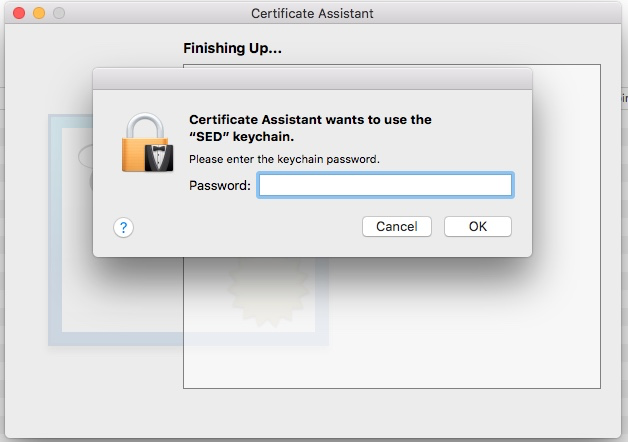 Certificate Assistant
Finishing Up...
Certificate Assistant wants to use the
“SED” keychain.
Please enter the keychain password.
Password:
?
Cancel
OK